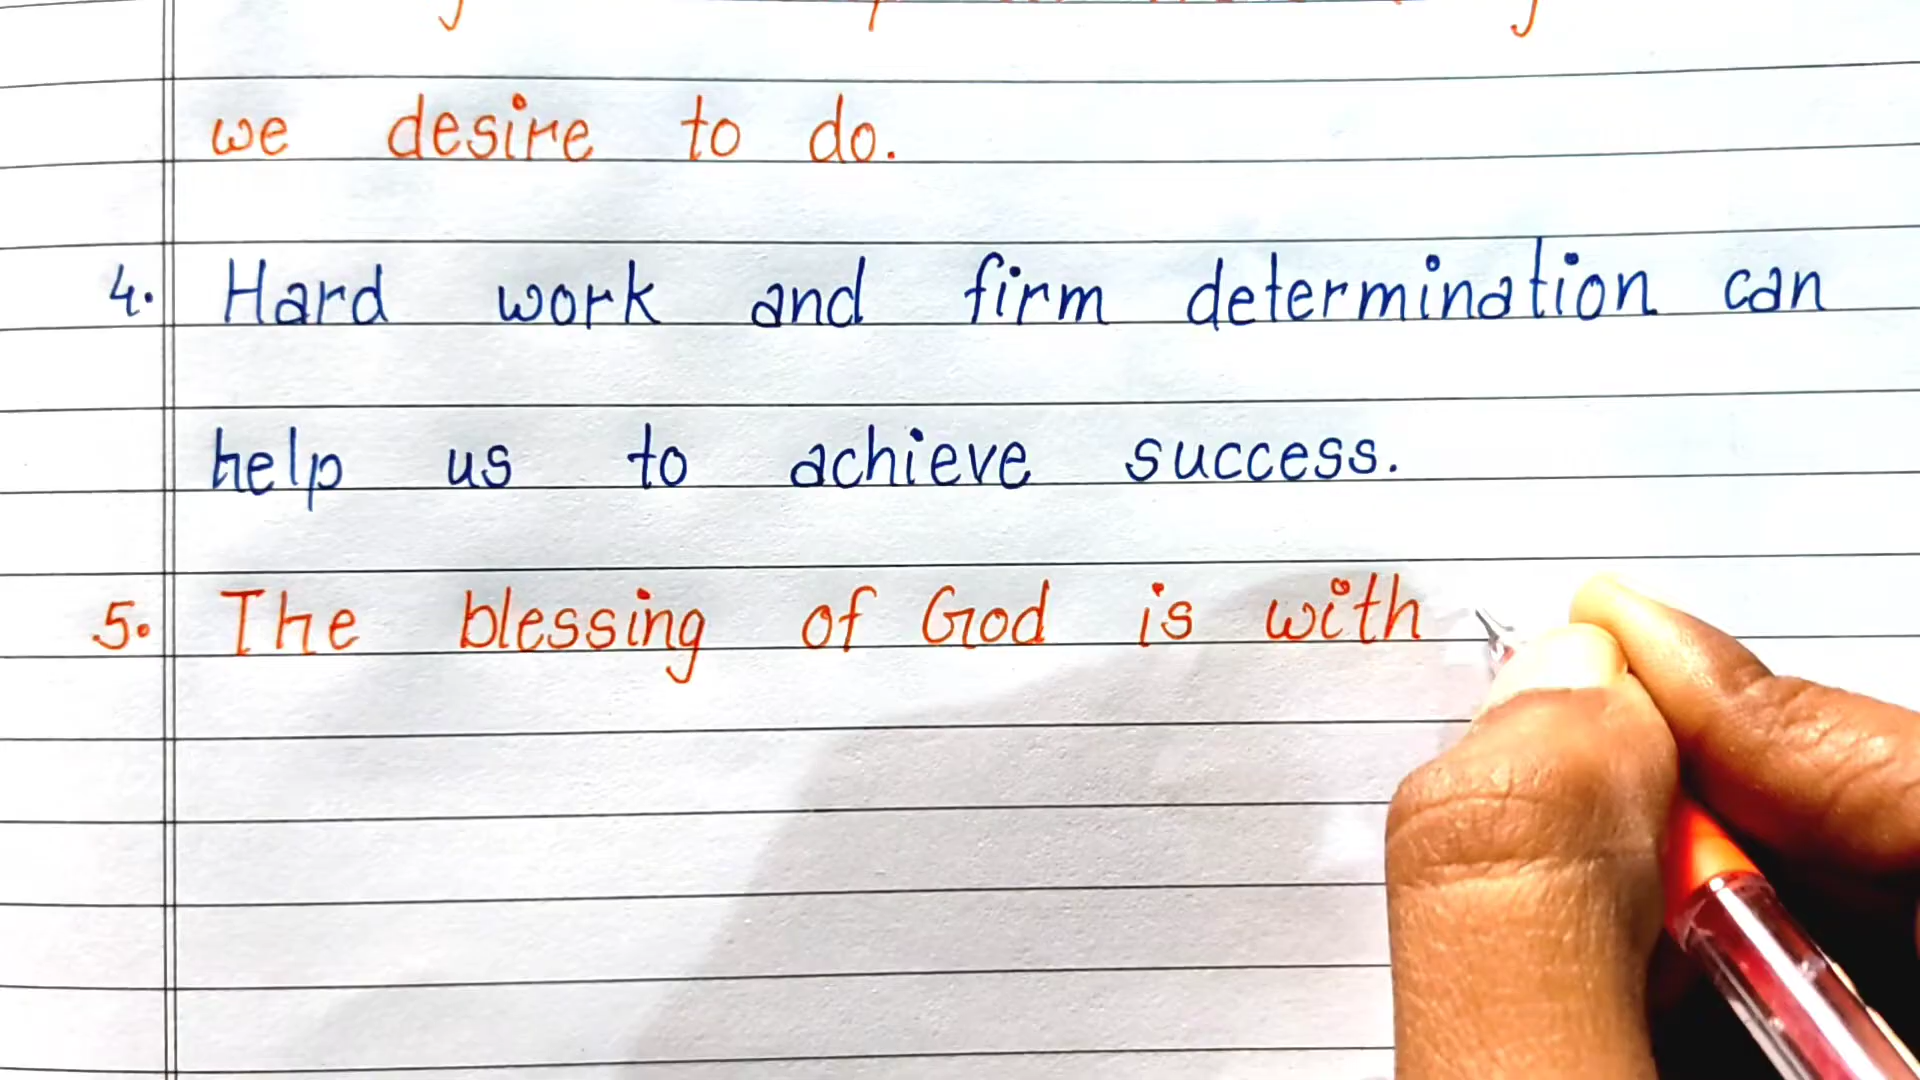 we desire to do.
4. Hard work and firm determination can
help us to achieve success.
5. The blessing of God is with